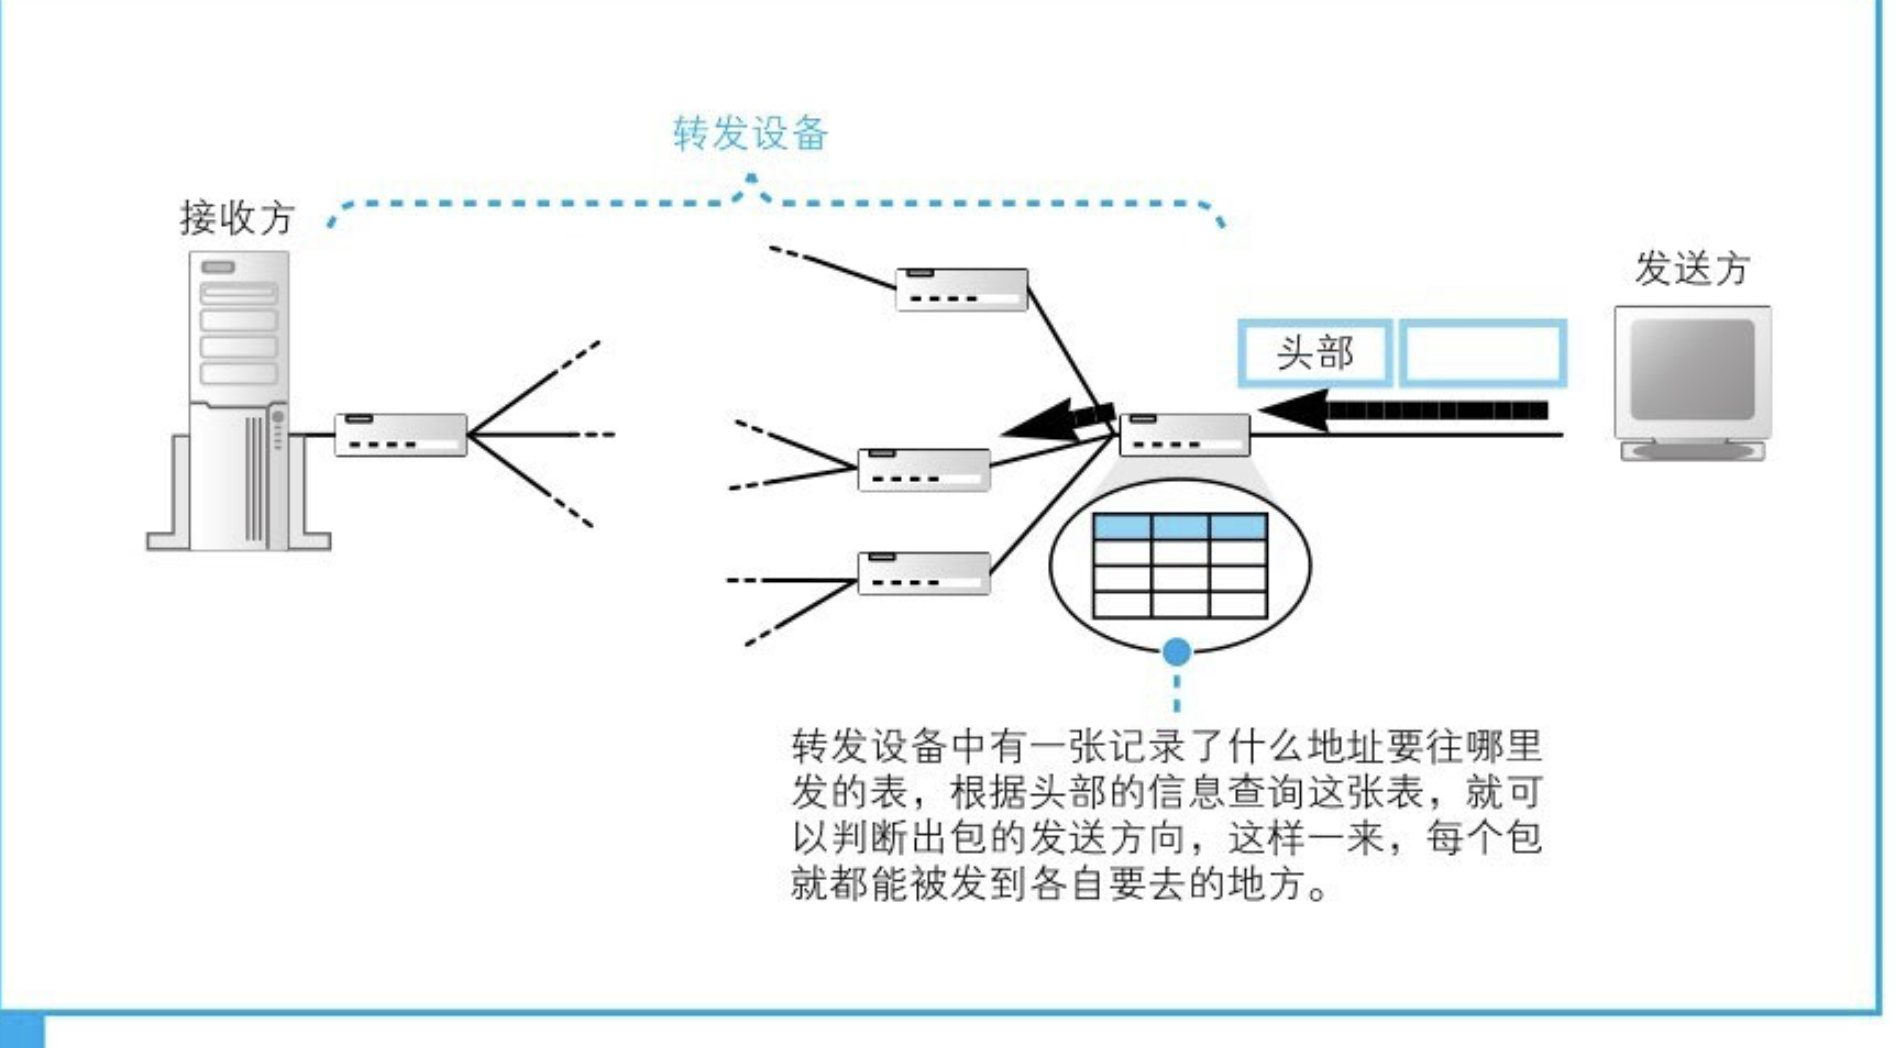 转发设备
接收方
发送方
头部
转发设备中有一张记录了什么地址要往哪里
发的表，根据头部的信息查询这张表，就可
以判断出包的发送方向，这样一来，每个包
就都能被发到各自要去的地方。